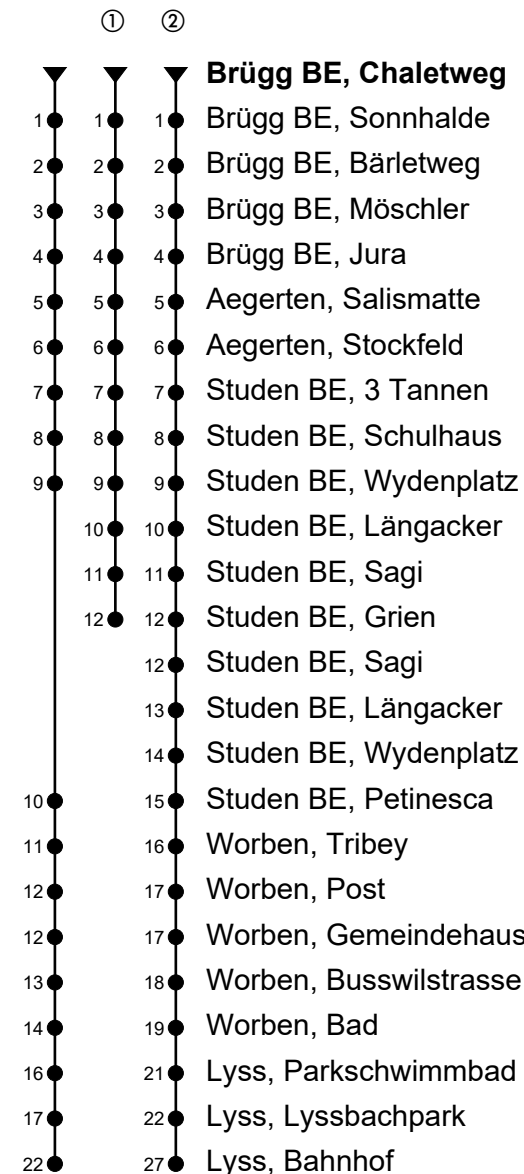 ① ②
Brügg BE, Chaletweg
1 1 1 Brügg BE, Sonnhalde
2 2 2 Brügg BE, Bärletweg
3 3 3 Brügg BE, Möschler
4 4 4 Brügg BE, Jura
5 5 5 Aegerten, Salismatte
6 6 6 Aegerten, Stockfeld
7 7 7 Studen BE, 3 Tannen
8 8 8 Studen BE, Schulhaus
9 9 9 Studen BE, Wydenplatz
10 10 Studen BE, Längacker
11 11 Studen BE, Sagi
12 12 Studen BE, Grien
12 Studen BE, Sagi
13 Studen BE, Längacker
14 Studen BE, Wydenplatz
10 15 Studen BE, Petinesca
11 16 Worben, Tribey
12 17 Worben, Post
12 17 Worben, Gemeindehaus
13 18 Worben, Busswilstrasse
14 19 Worben, Bad
16 21 Lyss, Parkschwimmbad
17 22 Lyss, Lyssbachpark
22 27 Lyss, Bahnhof